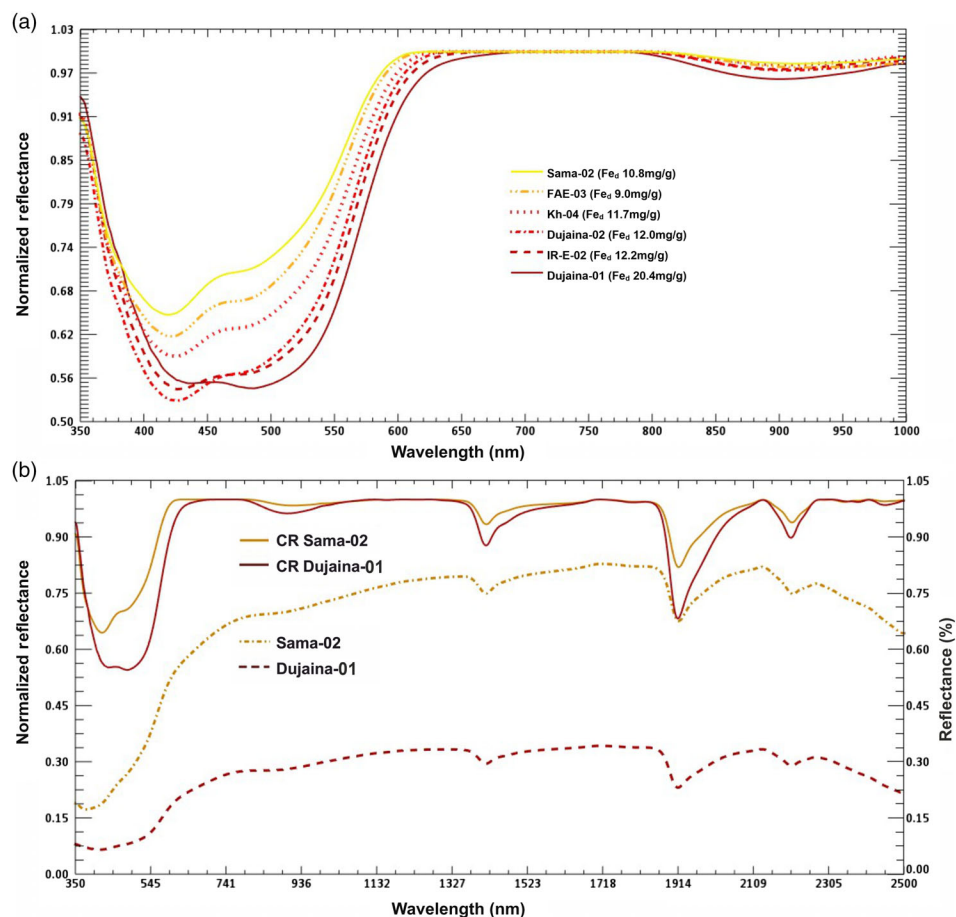 (a)
1.03
0.97
0.91
0.85
0.79
0.74
0.68
0.62
0.56
0.50
Normalized reflectance
Sama-02 (Fed 10.8mg/g)
FAE-03 (Fed 9.0mg/g)
Kh-04 (Fed 11.7mg/g)
Dujaina-02 (Fed 12.0mg/g)
IR-E-02 (Fed 12.2mg/g)
Dujaina-01 (Fed 20.4mg/g)
350 400 450 500 550 600 650 700 750 800 850 900 950 1000
Wavelength (nm)
(b)
1.05
0.90
0.75
0.60
0.45
0.30
0.15
0.00
Normalized reflectance
CR Sama-02
CR Dujaina-01
Sama-02
Dujaina-01
1.05
0.90
0.75
0.60
0.45
0.30
0.15
0.00
Reflectance (%)
350 545 741 936 1132 1327 1523 1718 1914 2109 2305 2500
Wavelength (nm)